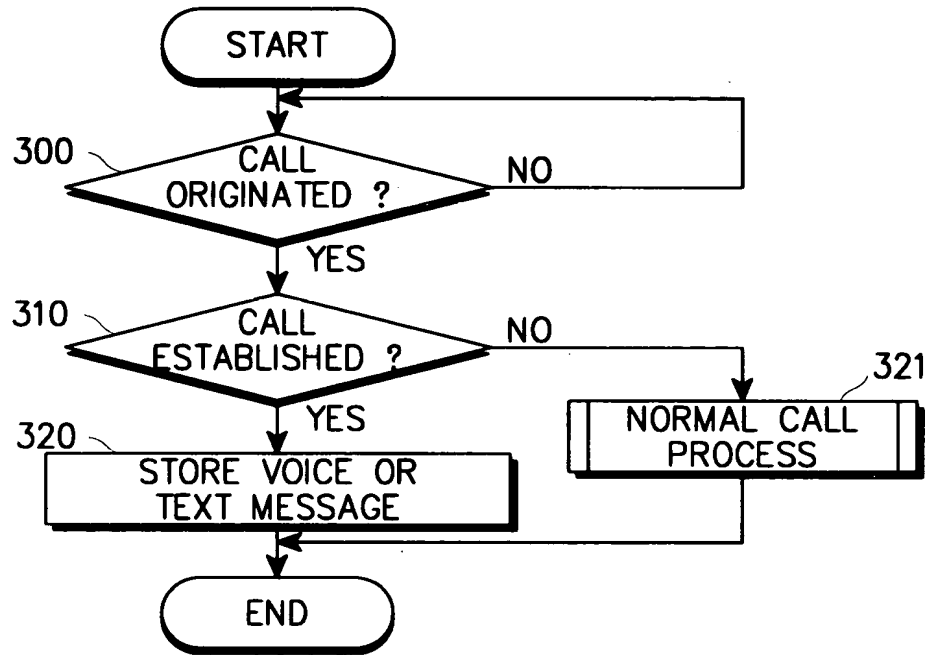 START
300
CALL
ORIGINATED ?
NO
YES
310
CALL
ESTABLISHED ?
NO
YES
321
NORMAL CALL
PROCESS
320
STORE VOICE OR
TEXT MESSAGE
END